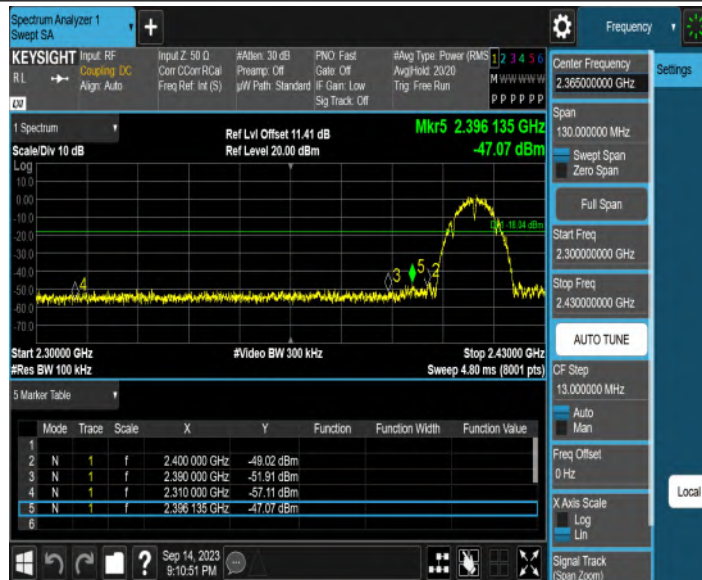 Spectrum Analyzer 1
Swept SA
+
Frequency
KEYSIGHT
RL
Input: RF
Coupling: DC
Align: Auto
Input Z: 50 Ω
Corr CCorr RCal
Freq Ref: Int (S)
#Atten: 30 dB
Preamp: Off
µW Path: Standard
PNO: Fast
Gate: Off
IF Gain: Low
Sig Track: Off
#Avg Type: Power (RMS
Avg|Hold: 20/20
Trig: Free Run
1 2 3 4 5 6
M W W W W W
P P P P P P
LXI
1 Spectrum
Scale/Div 10 dB
Ref Lvl Offset 11.41 dB
Ref Level 20.00 dBm
Mkr5 2.396 135 GHz
-47.07 dBm
Log
10.0
0.00
-10.0
-20.0
-30.0
-40.0
-50.0
-60.0
-70.0
DL1 -18.04 dBm
4
3
5
2
Start 2.30000 GHz
#Res BW 100 kHz
#Video BW 300 kHz
Stop 2.43000 GHz
Sweep 4.80 ms (8001 pts)
5 Marker Table
Mode Trace Scale X Y Function Function Width Function Value
1
2 N 1 f 2.400 000 GHz -49.02 dBm
3 N 1 f 2.390 000 GHz -51.91 dBm
4 N 1 f 2.310 000 GHz -57.11 dBm
5 N 1 f 2.396 135 GHz -47.07 dBm
6
?
Sep 14, 2023
9:10:51 PM
Center Frequency
2.365000000 GHz
Settings
Span
130.000000 MHz
Swept Span
Zero Span
Full Span
Start Freq
2.300000000 GHz
Stop Freq
2.430000000 GHz
AUTO TUNE
CF Step
13.000000 MHz
Auto
Man
Freq Offset
0 Hz
Local
X Axis Scale
Log
Lin
Signal Track
(Span Zoom)